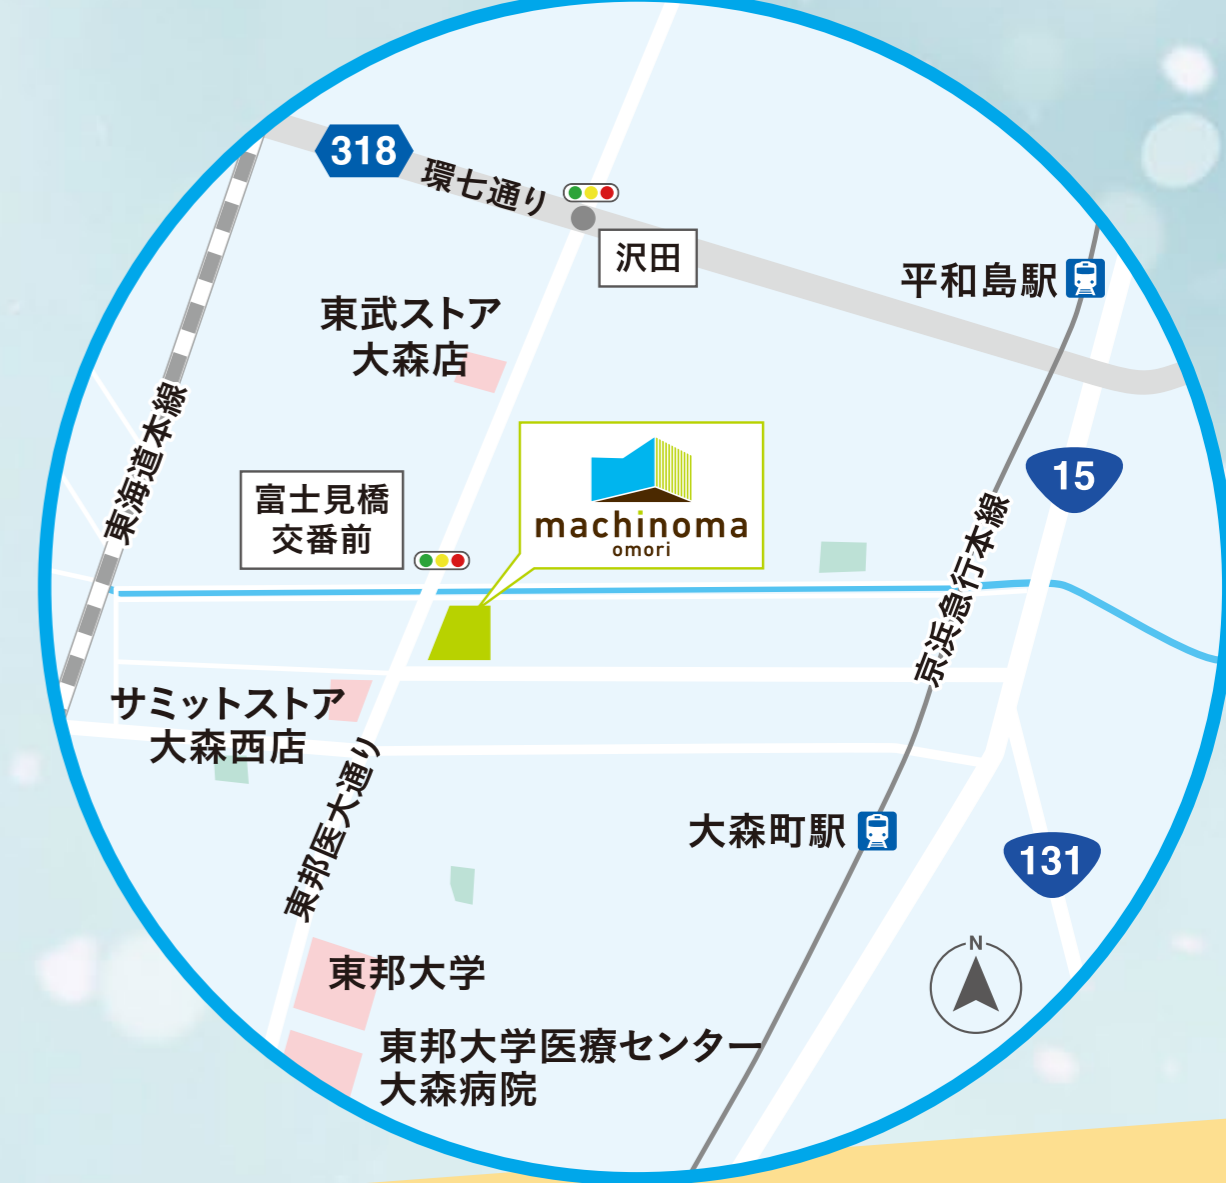 318
環七通り
沢田
平和島駅
東武ストア
大森店
東海道本線
machinoma
omori
富士見橋
交番前
15
京浜急行本線
サミットストア
大森西店
東邦医大通り
大森町駅
131
N
東邦大学
東邦大学医療センター
大森病院